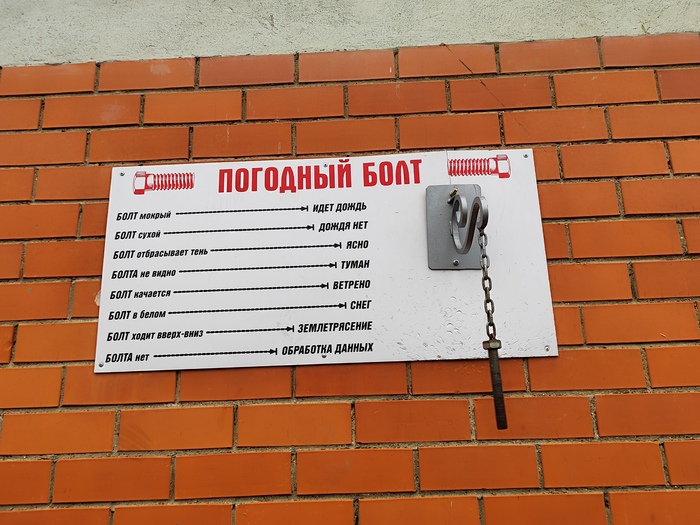 ПОГОДНЫЙ БОЛТ
БОЛТ мокрый ИДЕТ ДОЖДЬ
БОЛТ сухой ДОЖДЯ НЕТ
БОЛТ отбрасывает тень ЯСНО
БОЛТА не видно ТУМАН
БОЛТ качается ВЕТРЕНО
БОЛТ в белом СНЕГ
БОЛТ ходит вверх-вниз ЗЕМЛЕТРЯСЕНИЕ
БОЛТА нет ОБРАБОТКА ДАННЫХ